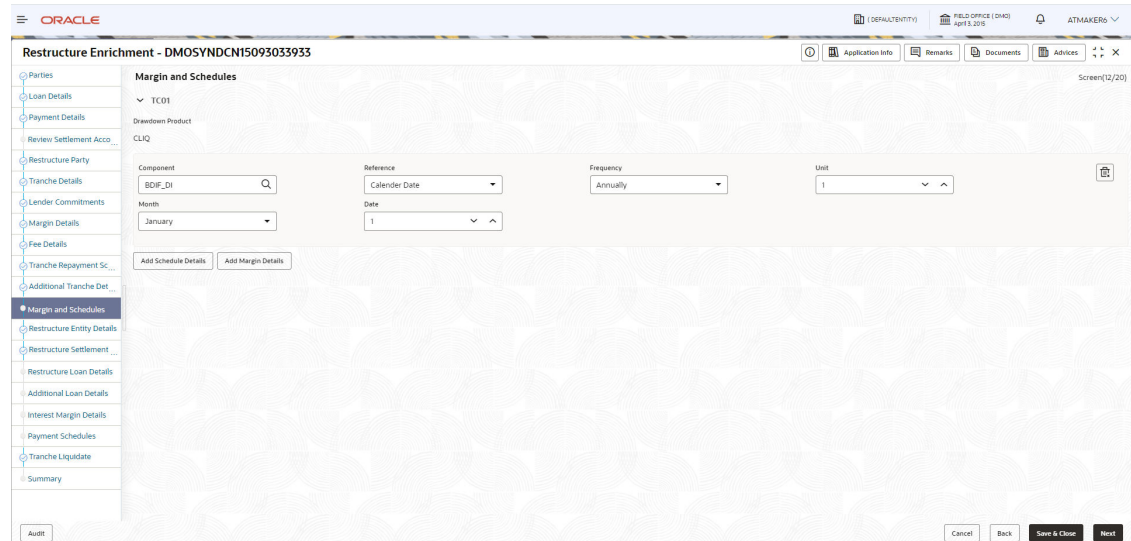 ORACLE
( DEFAULTENTITY)
FIELD OFFICE ( DMO)
April 3, 2015
ATMAKER6
Restructure Enrichment - DMOSYNDCN15093033933
Application Info
Remarks
Documents
Advices
Parties
Loan Details
Payment Details
Review Settlement Acco ...
Restructure Party
Tranche Details
Lender Commitments
Margin Details
Fee Details
Tranche Repayment Sc ...
Additional Tranche Det ...
Margin and Schedules
Restructure Entity Details
Restructure Settlement ...
Restructure Loan Details
Additional Loan Details
Interest Margin Details
Payment Schedules
Tranche Liquidate
Summary
Margin and Schedules
Screen(12/20)
TC01
Drawdown Product
CLIQ
Component
Reference
Frequency
Unit
BDIF_DI
Calender Date
Annually
1
Month
Date
January
1
Add Schedule Details
Add Margin Details
Audit
Cancel
Back
Save & Close
Next